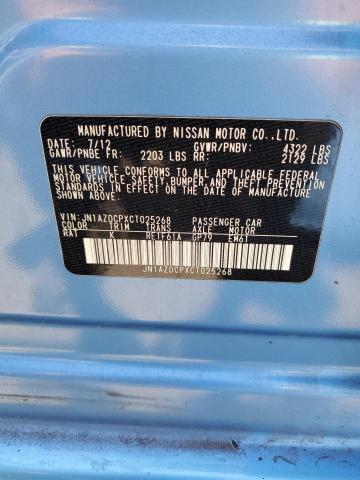 MANUFACTURED BY NISSAN MOTOR CO.,LTD.
DATE: 7/12 GVWR/PNBV: 4322 LBS
GAWR/PNBE FR: 2203 LBS RR: 2129 LBS
THIS VEHICLE CONFORMS TO ALL APPLICABLE FEDERAL
MOTOR VEHICLE SAFETY, BUMPER, AND THEFT PREVENTION
STANDARDS IN EFFECT ON THE DATE OF MANUFACTURE
SHOWN ABOVE.
VIN: JN1AZ0CPXCT025268 PASSENGER CAR
COLOR TRIM TRANS AXLE MOTOR
RAT K RE1F61A GP79 EM61
JN1AZ0CPXCT025268